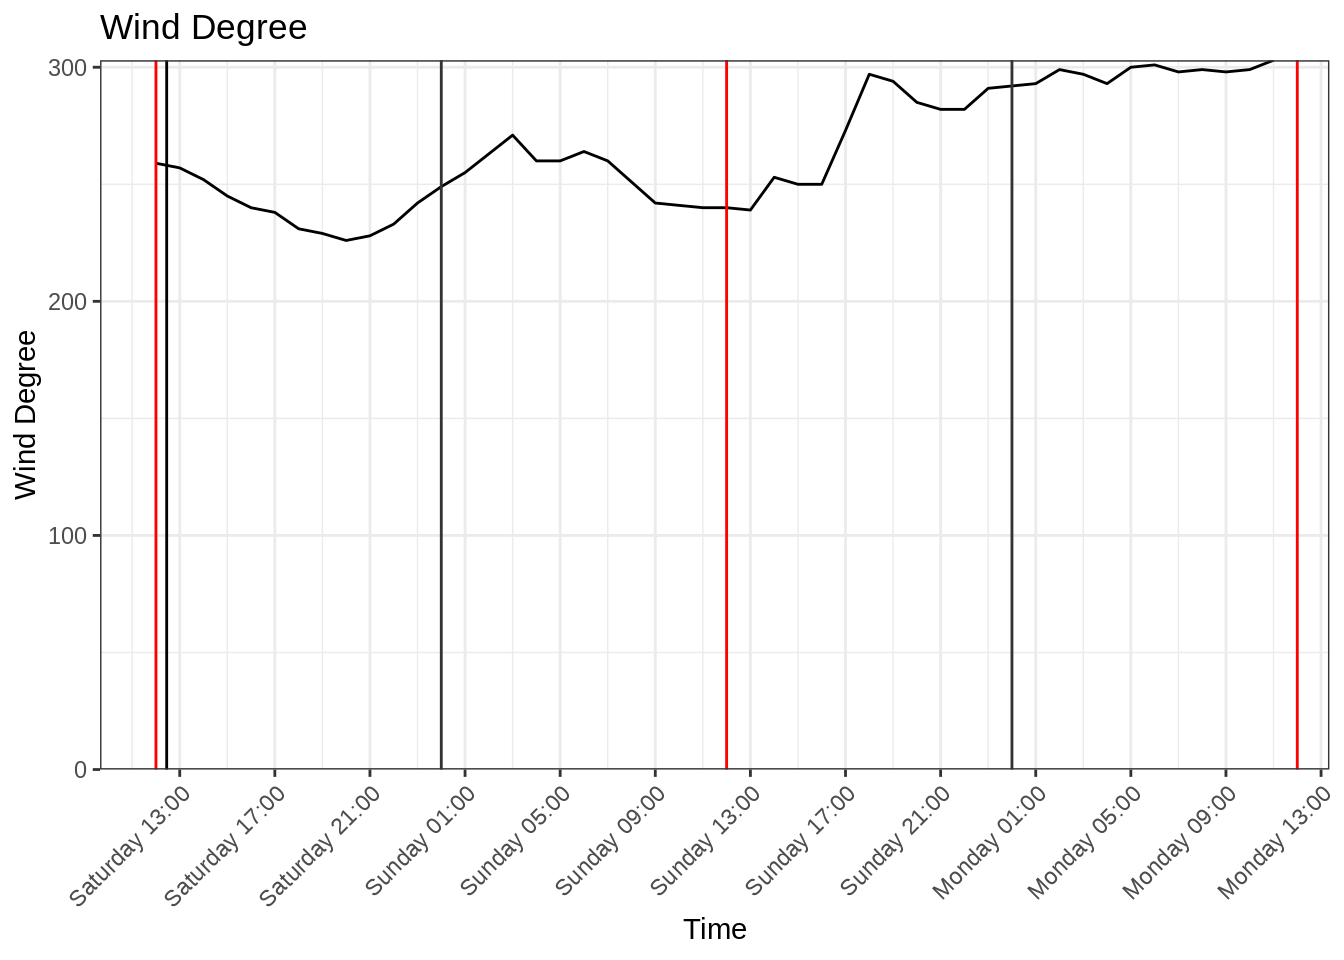 Wind Degree
300
200
100
0
Wind Degree
Saturday 13:00
Saturday 17:00
Saturday 21:00
Sunday 01:00
Sunday 05:00
Sunday 09:00
Sunday 13:00
Sunday 17:00
Sunday 21:00
Monday 01:00
Monday 05:00
Monday 09:00
Monday 13:00
Time